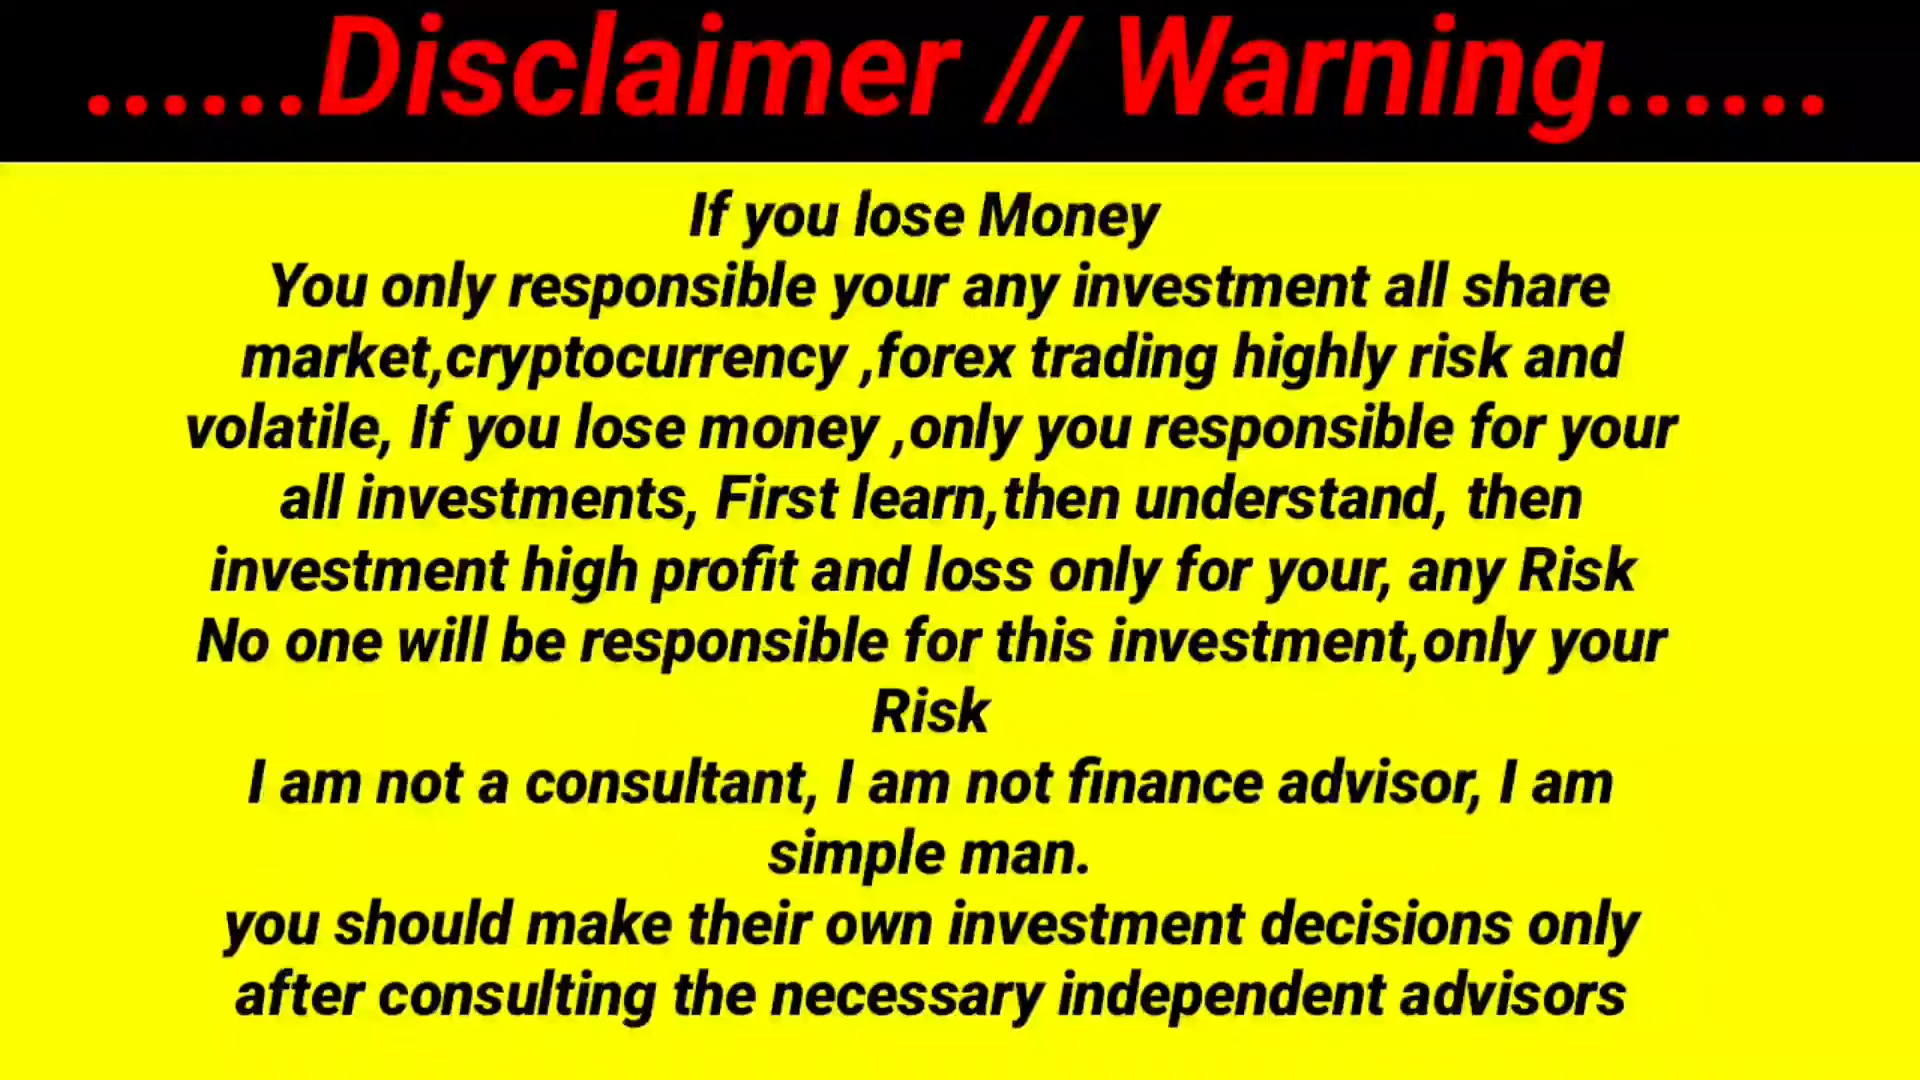 ......Disclaimer // Warning......
If you lose Money
You only responsible your any investment all share
market,cryptocurrency ,forex trading highly risk and
volatile, If you lose money ,only you responsible for your
all investments, First learn,then understand, then
investment high profit and loss only for your, any Risk
No one will be responsible for this investment,only your
Risk
I am not a consultant, I am not finance advisor, I am
simple man.
you should make their own investment decisions only
after consulting the necessary independent advisors